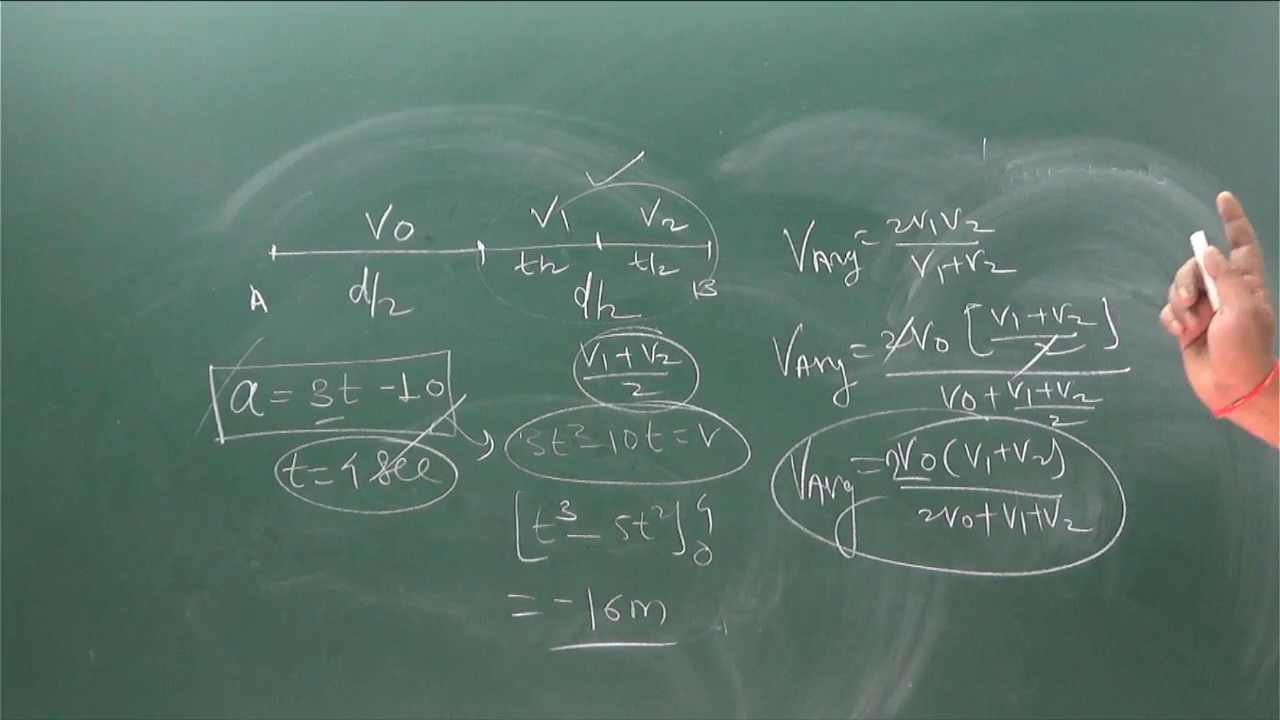 V0 V1 V2
t/2 t/2
A d/2 d/2 B
V1+V2/2
a = 3t - 10
t = 4 sec
3t² - 10t = v
[t³ - 5t²]⁴₀
= -16m
VAvg = 2V1V2/V1+V2
VAvg = 2V0 [V1+V2/2]/V0 + V1+V2/2
VAvg = 2V0(V1+V2)/2V0+V1+V2